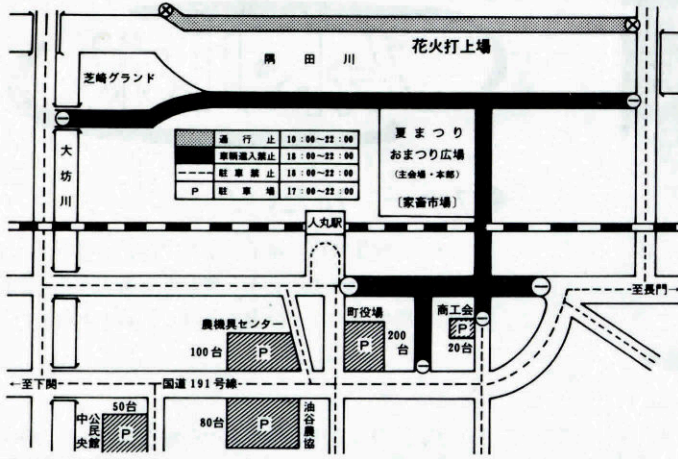 花火打上場
隅田川
芝崎グランド
通行止 10:00~22:00
車輌進入禁止 18:00~22:00
駐車禁止 18:00~22:00
P 駐車場 17:00~22:00
夏まつり
おまつり広場
(主会場・本部)
〔家畜市場〕
大坊川
人丸駅
至長門→
農機具センター
100台
P
町役場
P
200台
商工会
P
20台
←至下関
国道191号線
50台
P
中央公民館
80台
P
油谷農協